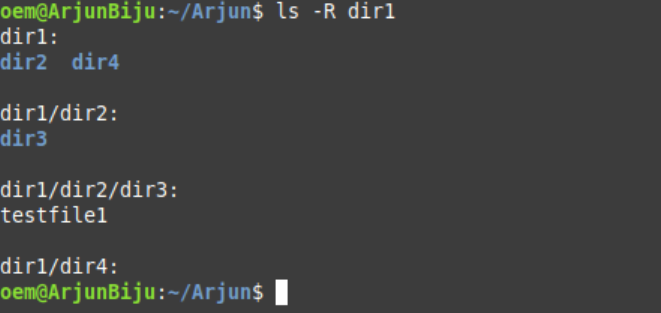 oem@ArjunBiju:~/Arjun$ ls -R dir1
dir1:
dir2  dir4
dir1/dir2:
dir3
dir1/dir2/dir3:
testfile1
dir1/dir4:
oem@ArjunBiju:~/Arjun$